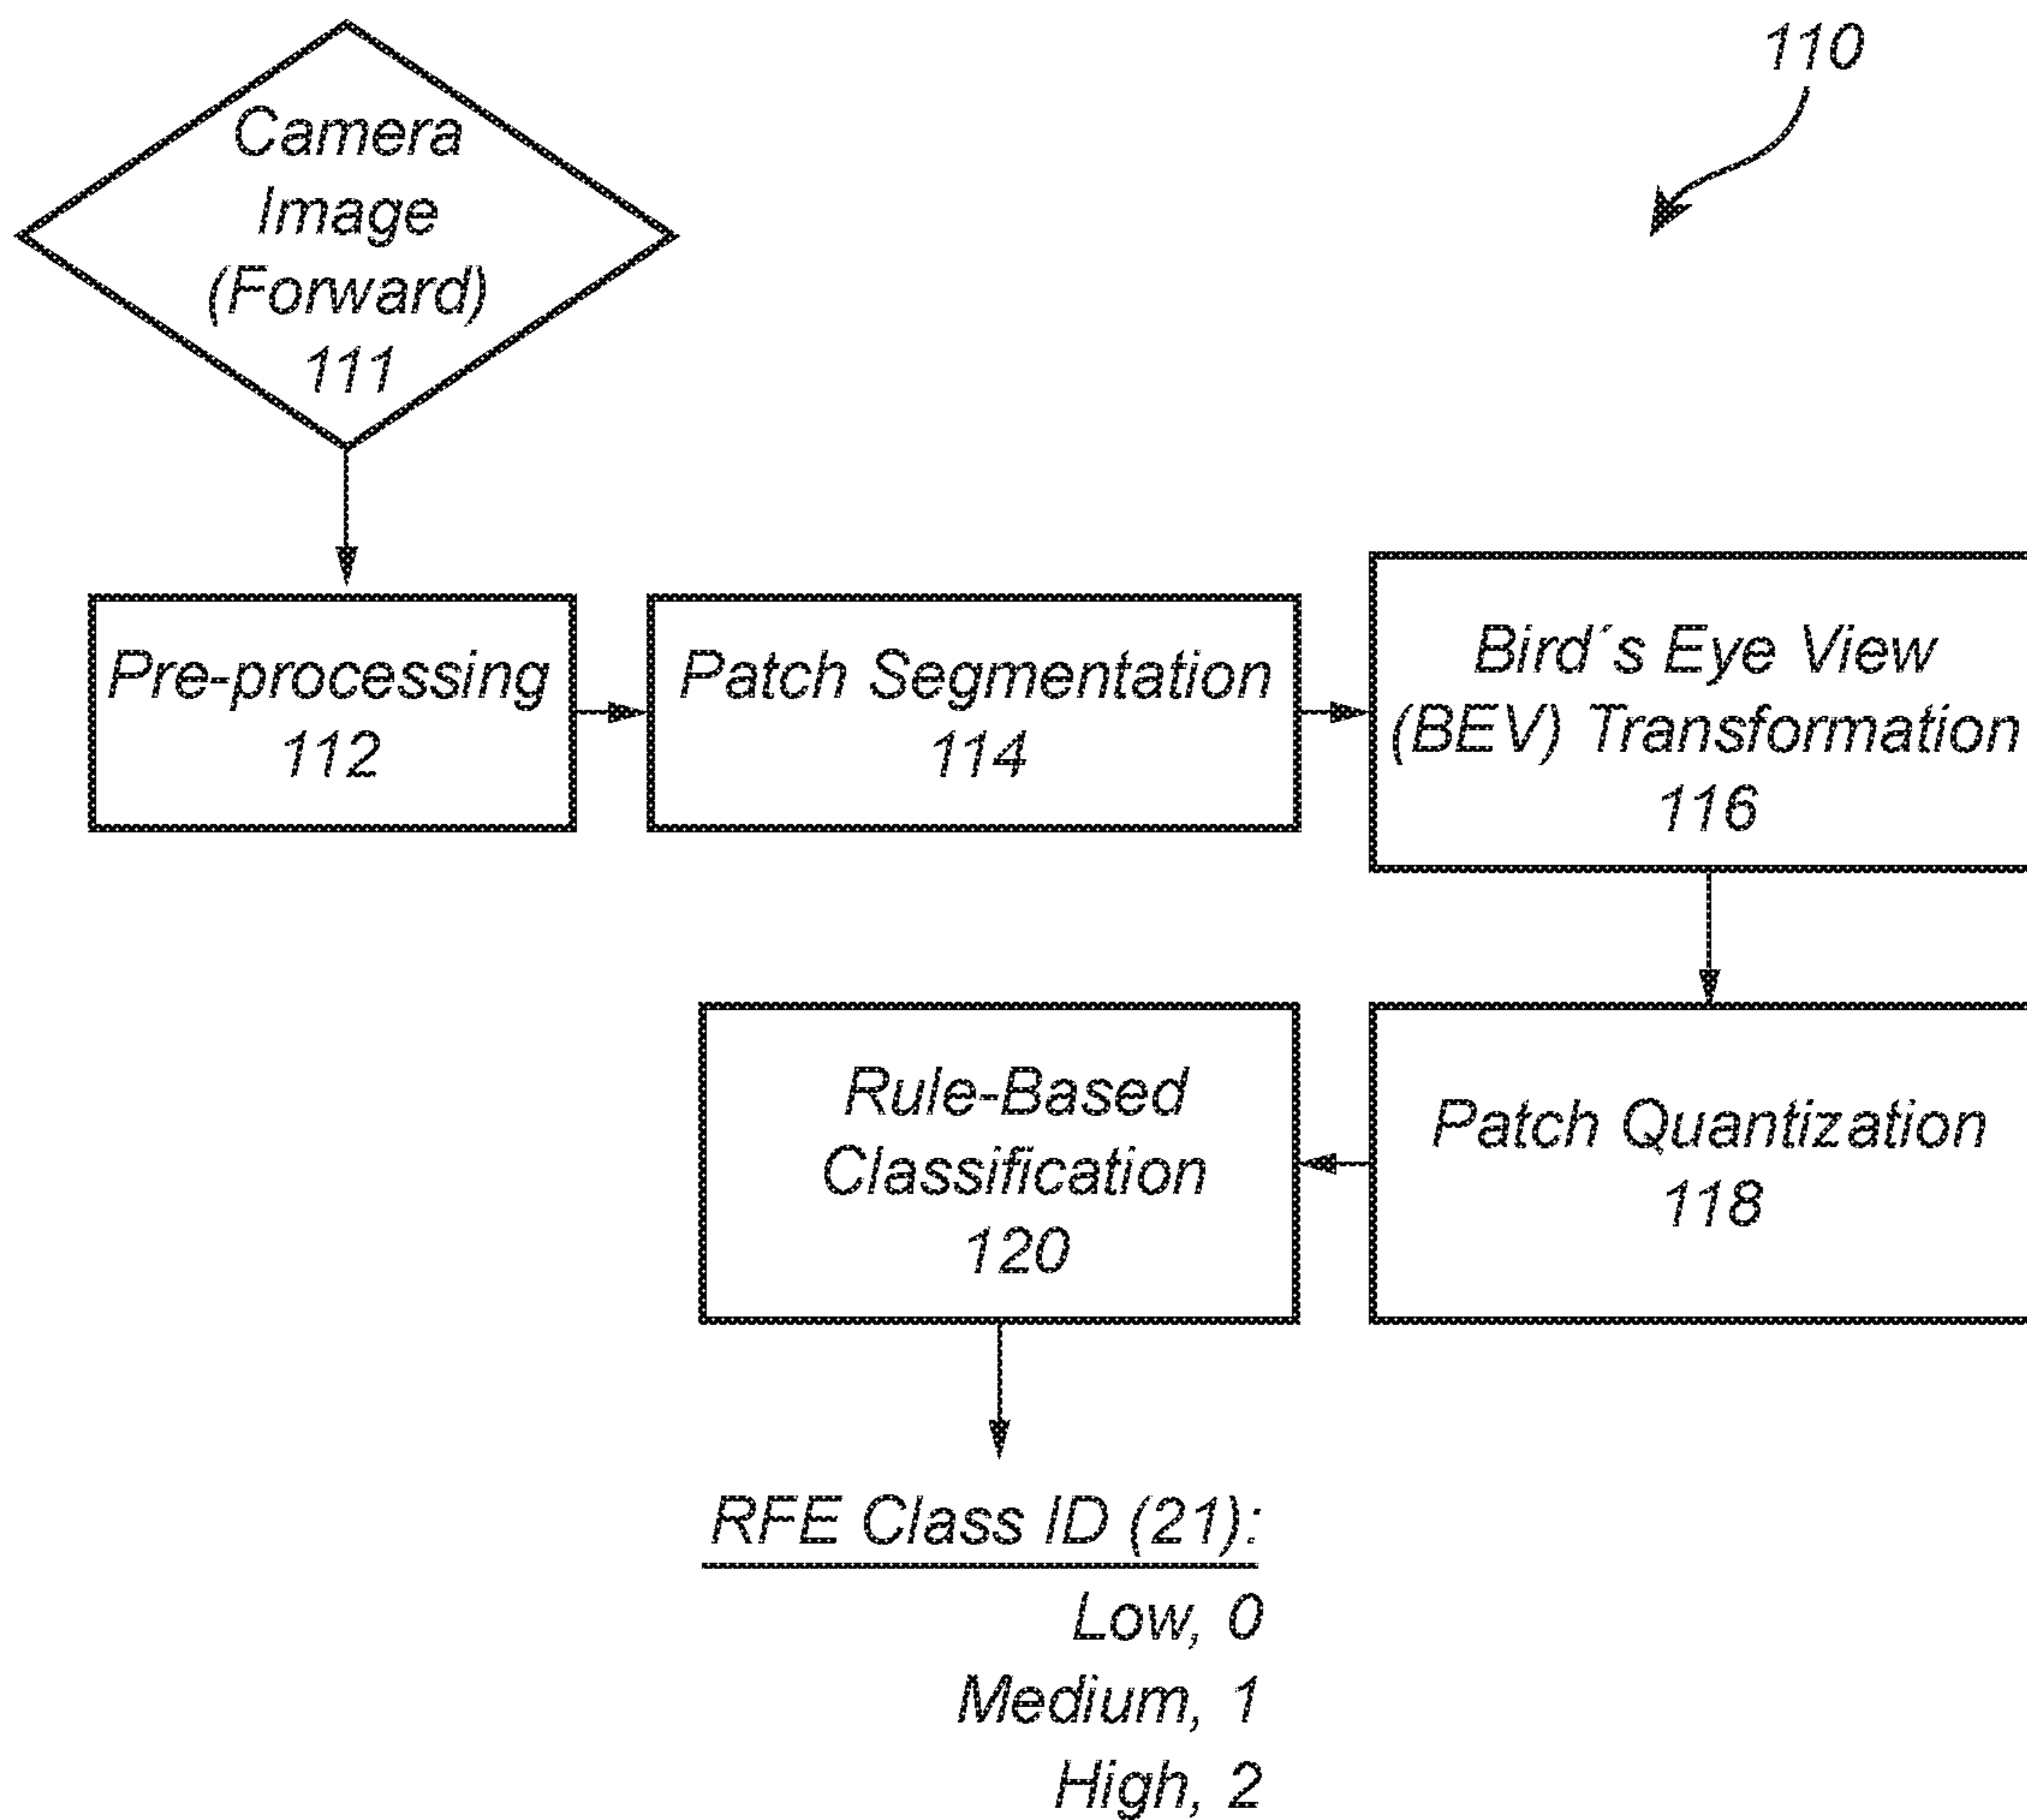 110
Camera
Image
(Forward)
111
Pre-processing
112
Patch Segmentation
114
Bird´s Eye View
(BEV) Transformation
116
Rule-Based
Classification
120
Patch Quantization
118
RFE Class ID (21):
Low, 0
Medium, 1
High, 2